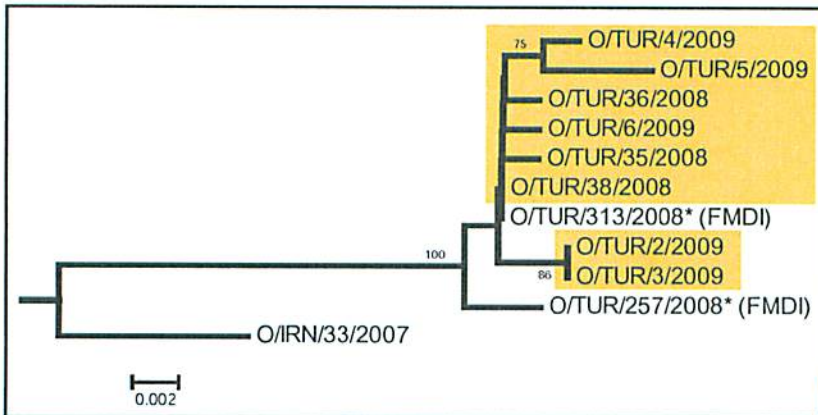 75
O/TUR/4/2009
O/TUR/5/2009
O/TUR/36/2008
O/TUR/6/2009
O/TUR/35/2008
O/TUR/38/2008
O/TUR/313/2008* (FMDI)
O/TUR/2/2009
100
86
O/TUR/3/2009
O/TUR/257/2008* (FMDI)
O/IRN/33/2007
0.002